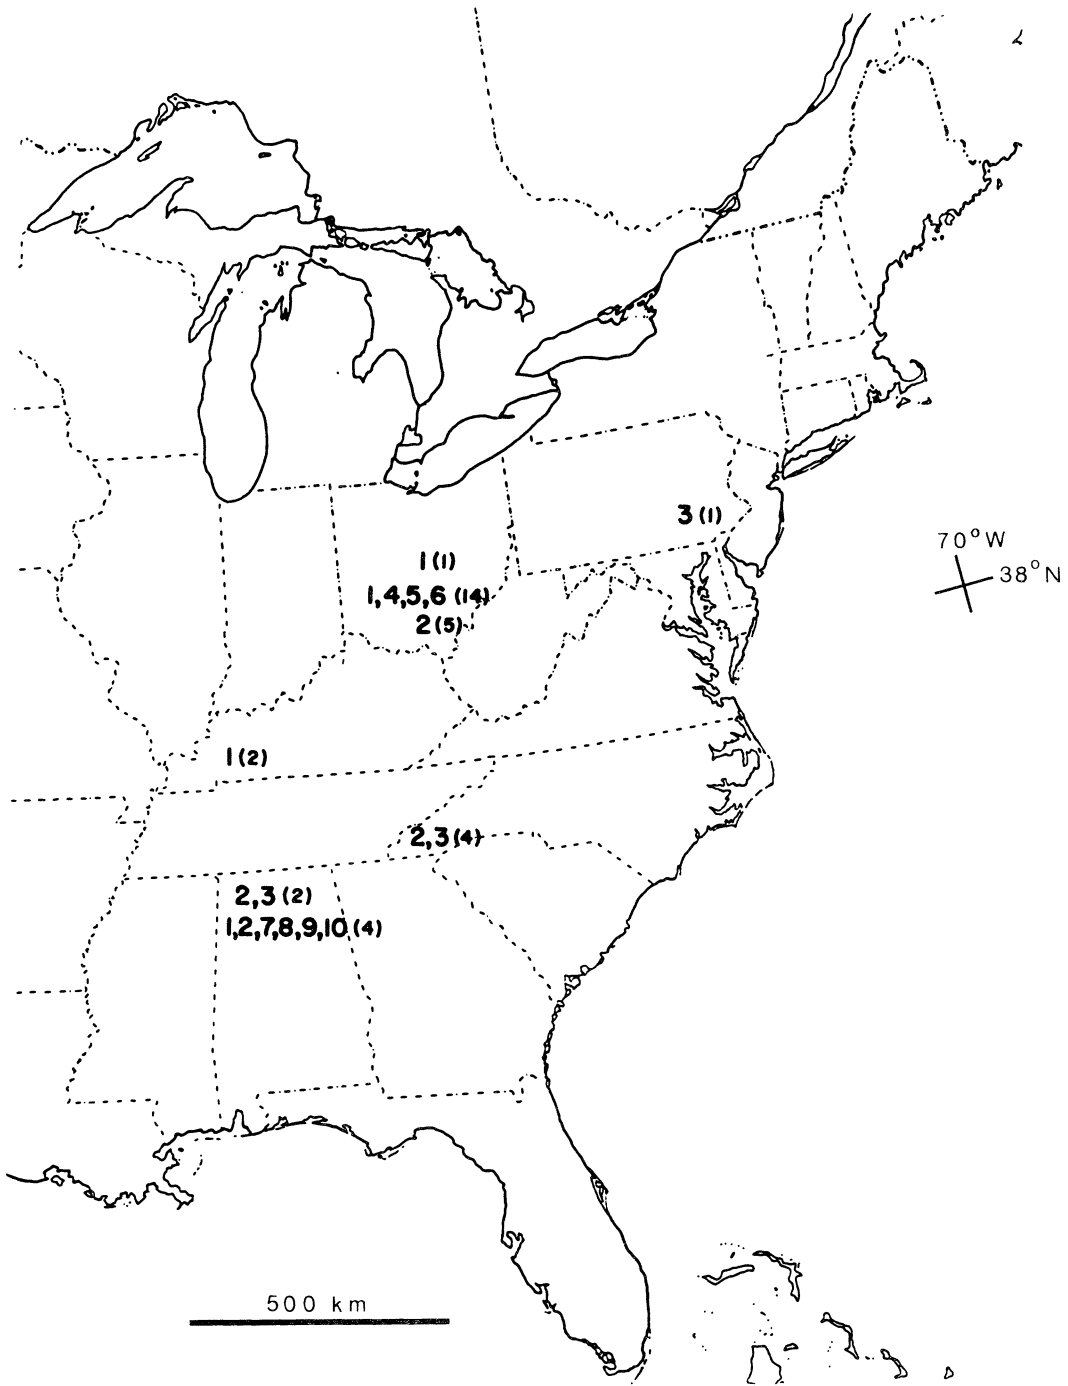 3 (1)
70°W
38°N
1 (1)
1,4,5,6 (14)
2 (5)
1 (2)
2,3 (4)
2,3 (2)
1,2,7,8,9,10 (4)
500 km